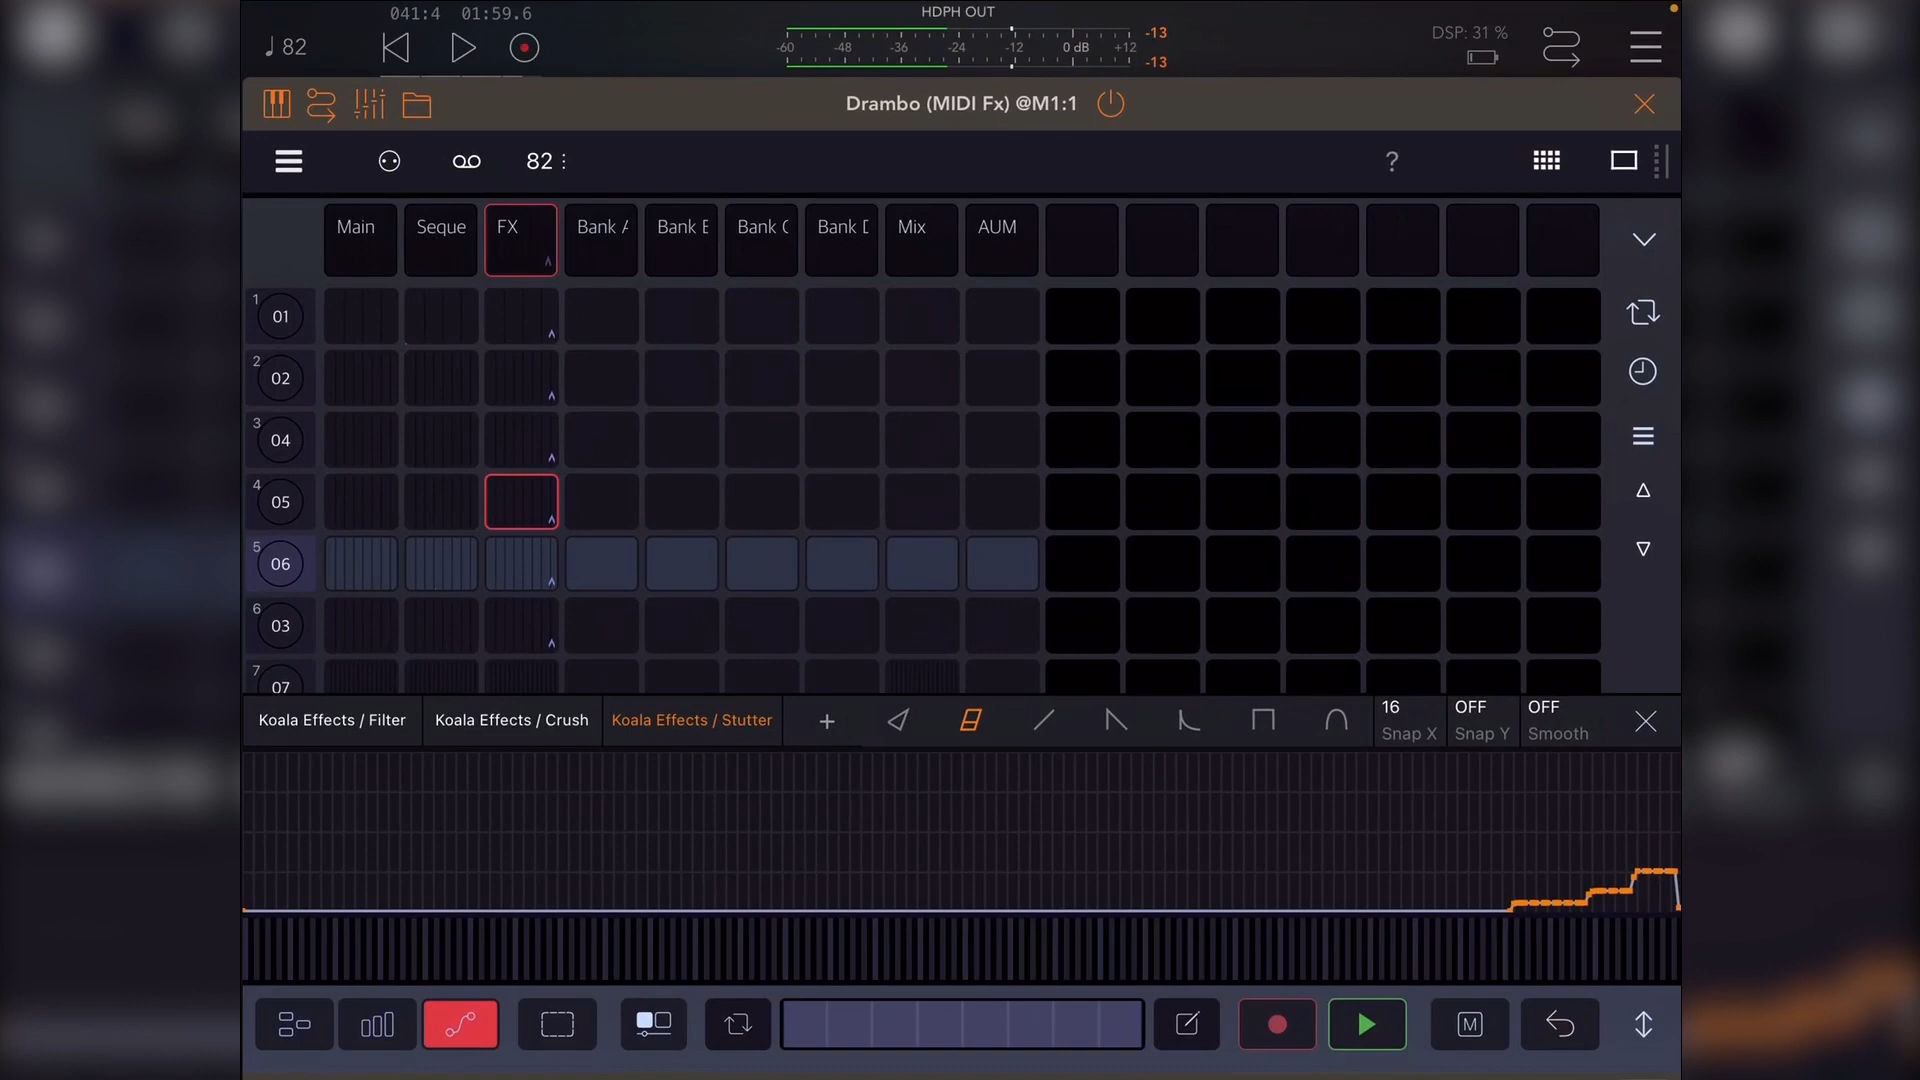 041:4 01:59.6
HDPH OUT
82
-60 -48 -36 -24 -12 0 dB +12
-13
-13
DSP: 31 %
Drambo (MIDI Fx) @M1:1
82
?
Main Seque FX Bank A Bank B Bank C Bank D Mix AUM
1 01
2 02
3 04
4 05
5 06
6 03
7 07
Koala Effects / Filter Koala Effects / Crush Koala Effects / Stutter + 16 OFF OFF
Snap X Snap Y Smooth
M